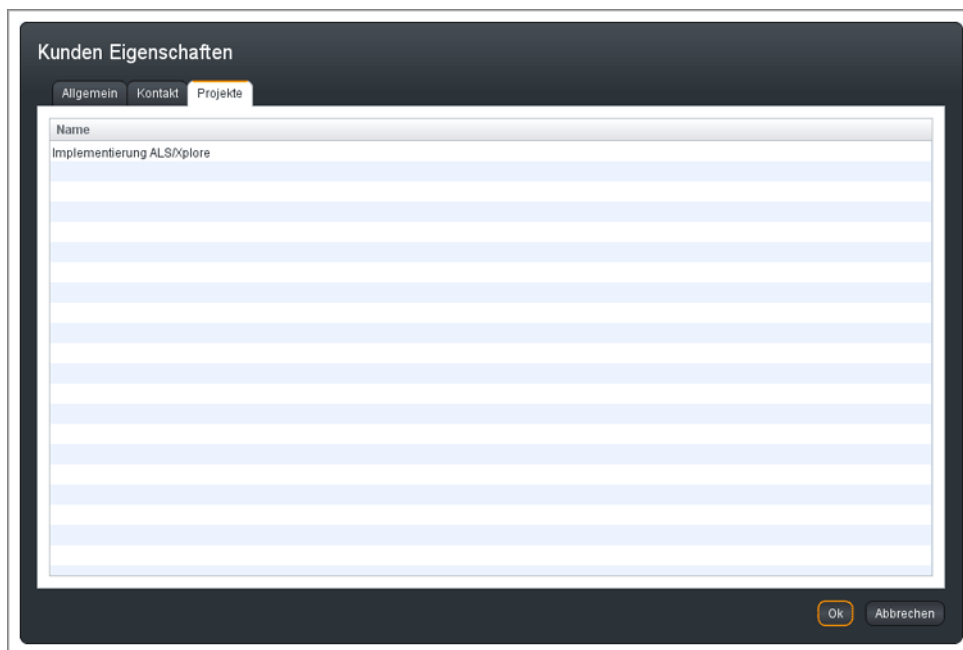 Kunden Eigenschaften
Allgemein Kontakt Projekte
Name
Implementierung ALS/Xplore
Ok Abbrechen